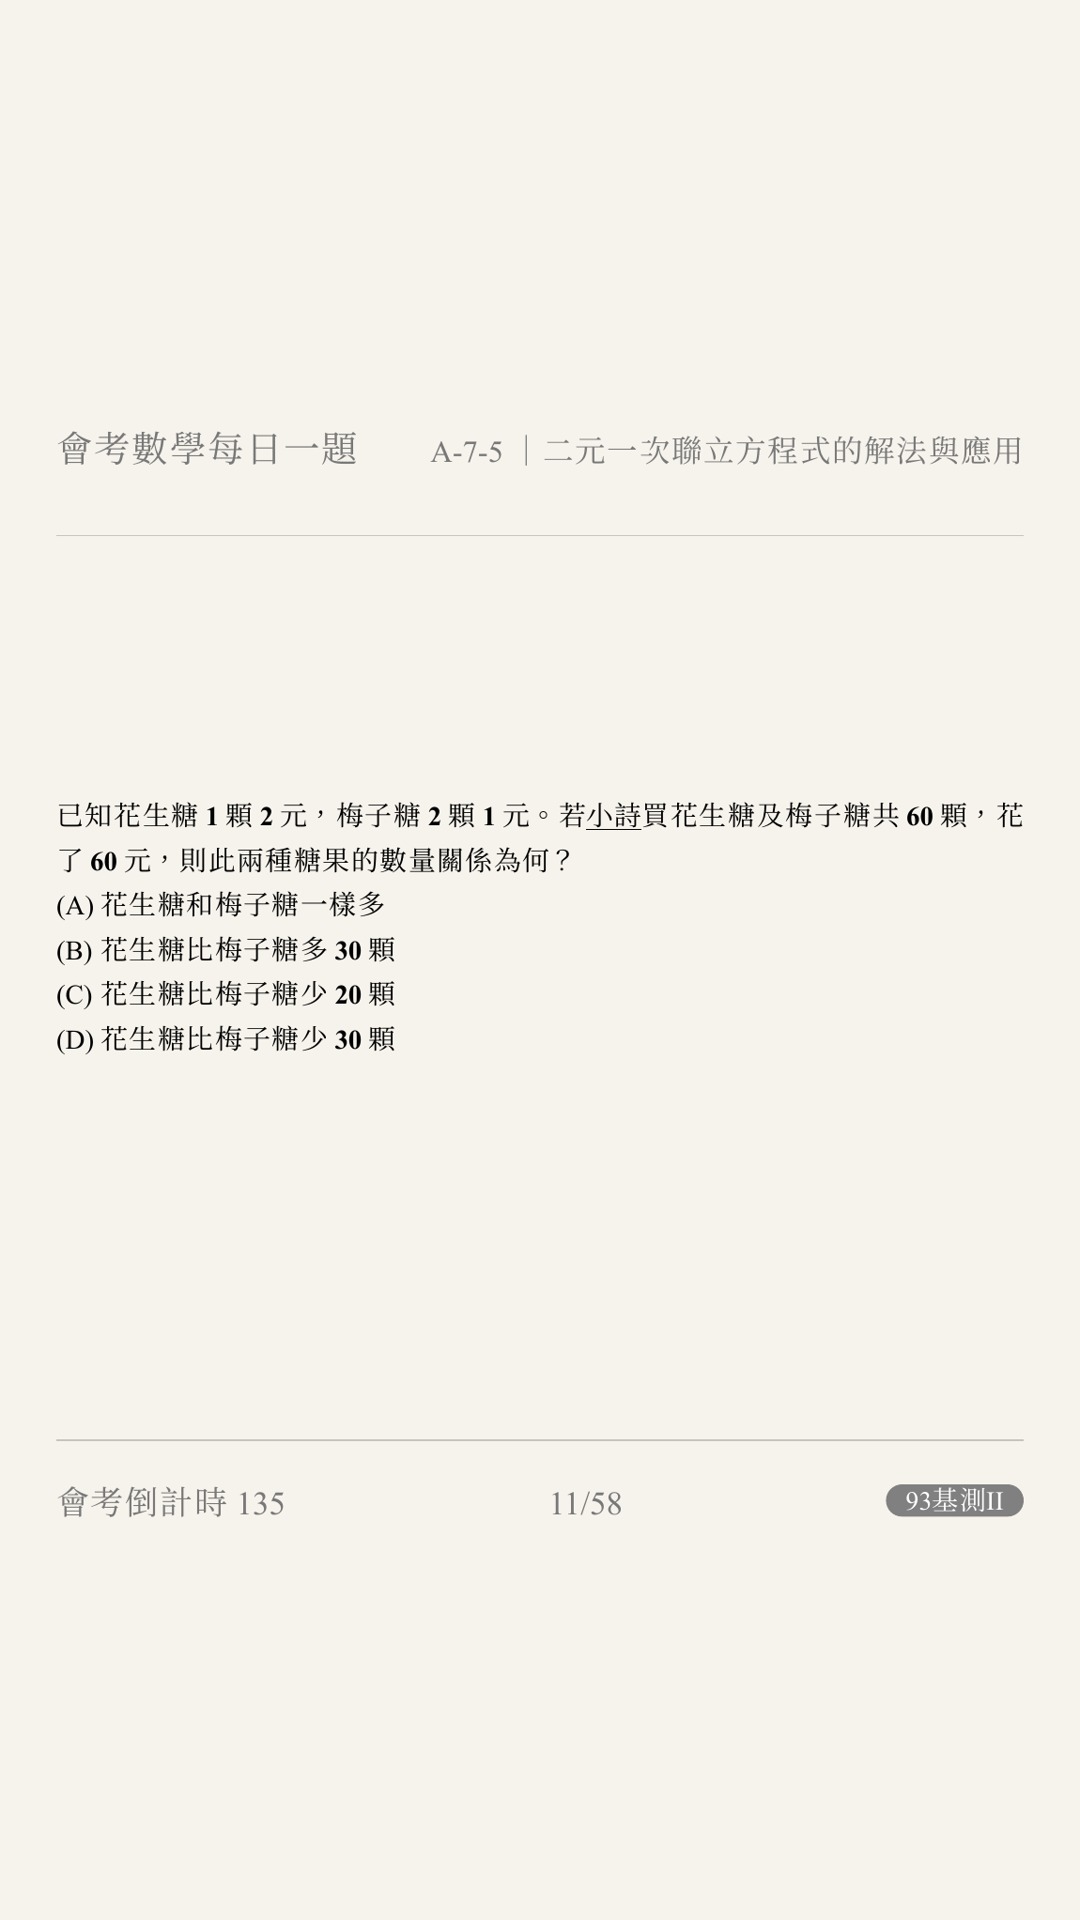 會考數學每日一題
A-7-5｜二元一次聯立方程式的解法與應用
已知花生糖 1 顆 2 元，梅子糖 2 顆 1 元。若小詩買花生糖及梅子糖共 60 顆，花
了 60 元，則此兩種糖果的數量關係為何？
(A) 花生糖和梅子糖一樣多
(B) 花生糖比梅子糖多 30 顆
(C) 花生糖比梅子糖少 20 顆
(D) 花生糖比梅子糖少 30 顆
會考倒計時 135
11/58
93基測II